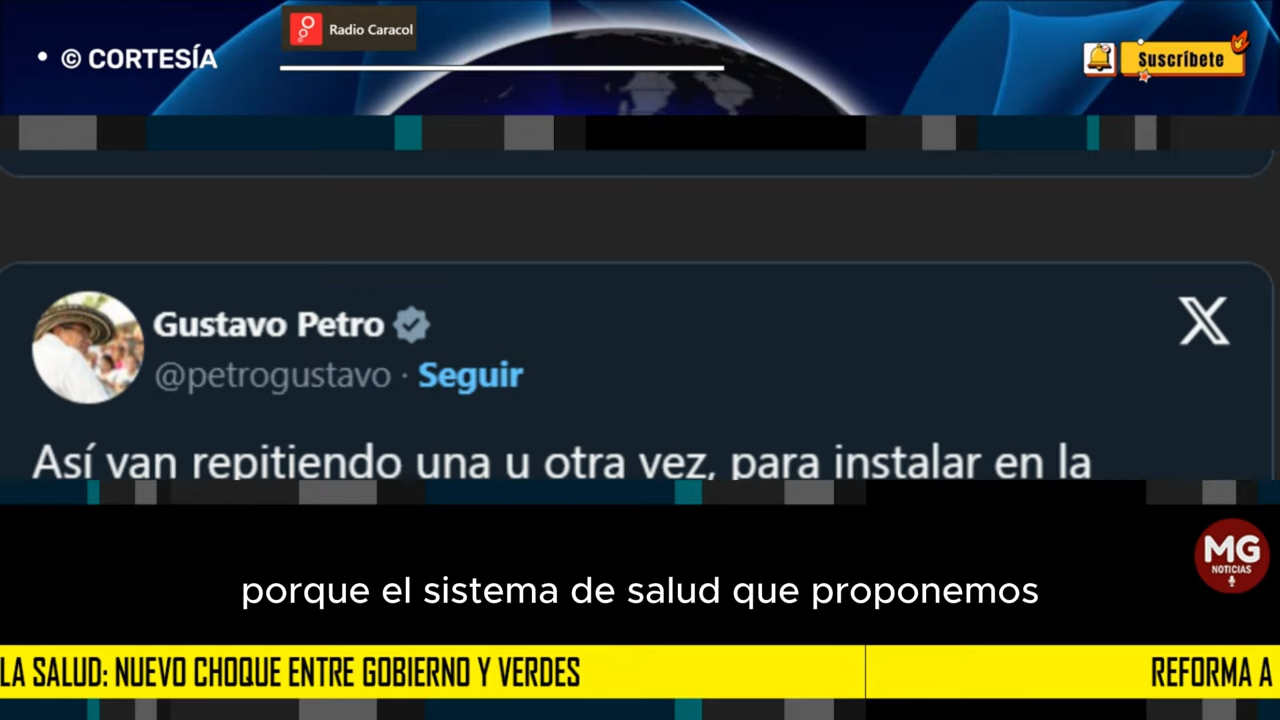 Radio Caracol
• © CORTESÍA
Suscríbete
Gustavo Petro
@petrogustavo · Seguir
Así van repitiendo una u otra vez, para instalar en la
MG
NOTICIAS
porque el sistema de salud que proponemos
LA SALUD: NUEVO CHOQUE ENTRE GOBIERNO Y VERDES
REFORMA A